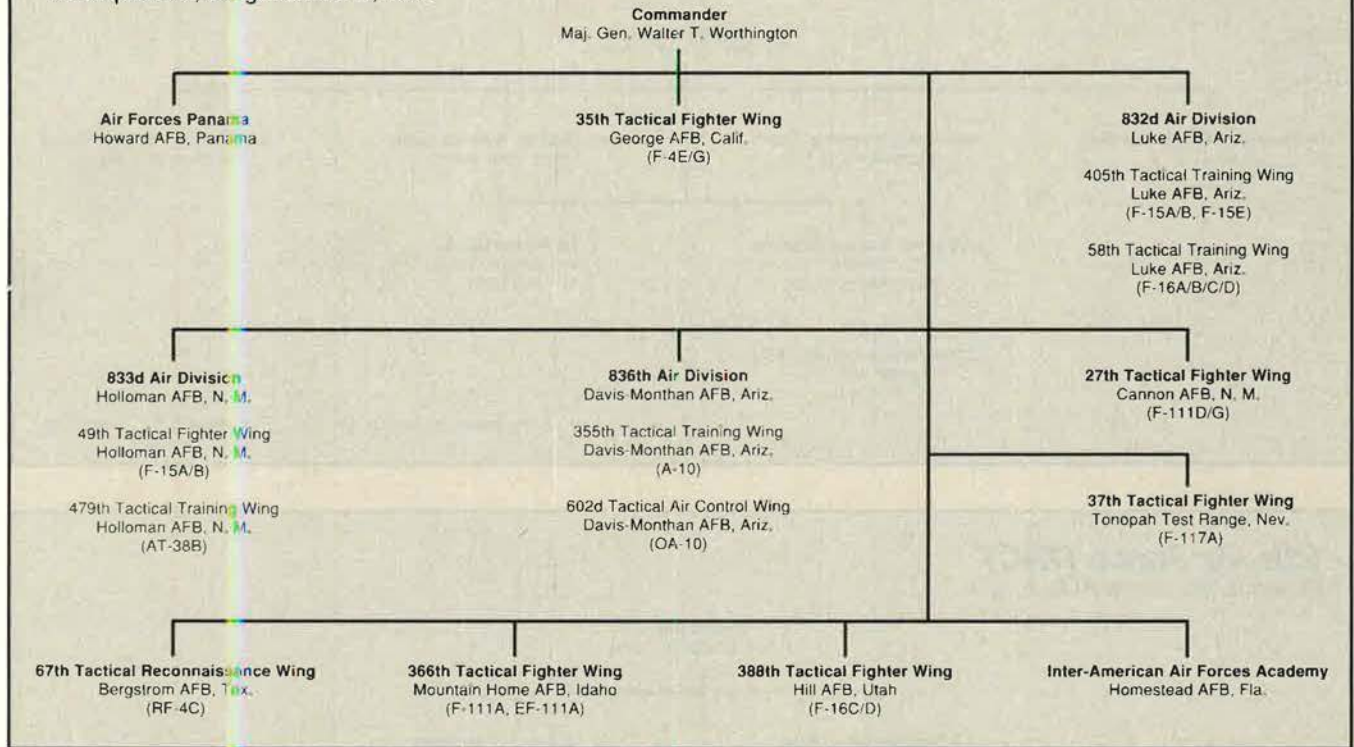 Commander
Maj. Gen. Walter T. Worthington
Air Forces Panama
Howard AFB, Panama
35th Tactical Fighter Wing
George AFB, Calif.
(F-4E/G)
832d Air Division
Luke AFB, Ariz.
405th Tactical Training Wing
Luke AFB, Ariz.
(F-15A/B, F-15E)
58th Tactical Training Wing
Luke AFB, Ariz.
(F-16A/B/C/D)
833d Air Division
Holloman AFB, N. M.
49th Tactical Fighter Wing
Holloman AFB, N. M.
(F-15A/B)
479th Tactical Training Wing
Holloman AFB, N. M.
(AT-38B)
836th Air Division
Davis-Monthan AFB, Ariz.
355th Tactical Training Wing
Davis-Monthan AFB, Ariz.
(A-10)
602d Tactical Air Control Wing
Davis-Monthan AFB, Ariz.
(OA-10)
27th Tactical Fighter Wing
Cannon AFB, N. M.
(F-111D/G)
37th Tactical Fighter Wing
Tonopah Test Range, Nev.
(F-117A)
67th Tactical Reconnaissance Wing
Bergstrom AFB, Tex.
(RF-4C)
366th Tactical Fighter Wing
Mountain Home AFB, Idaho
(F-111A, EF-111A)
388th Tactical Fighter Wing
Hill AFB, Utah
(F-16C/D)
Inter-American Air Forces Academy
Homestead AFB, Fla.